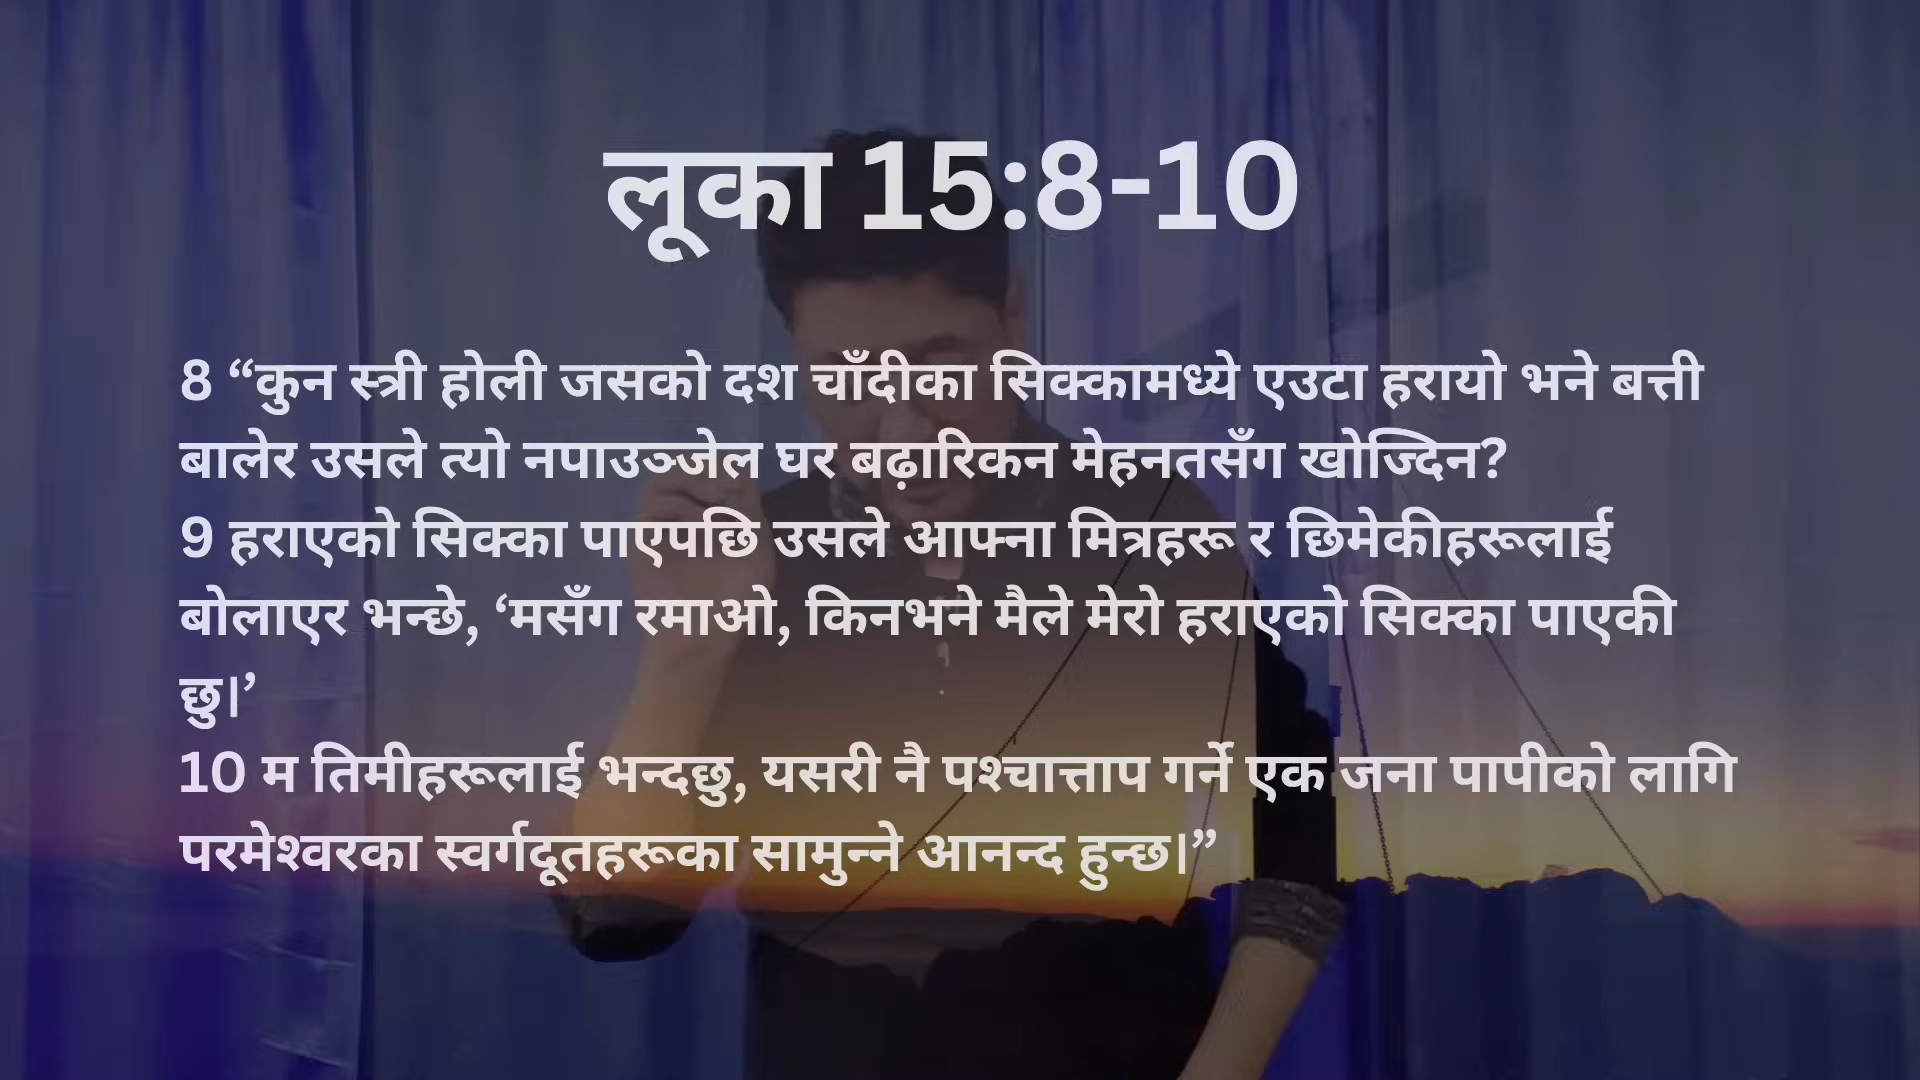 लूका 15:8-10
8 “कुन स्त्री होली जसको दश चाँदीका सिक्कामध्ये एउटा हरायो भने बत्ती
बालेर उसले त्यो नपाउञ्जेल घर बढ़ारिकन मेहनतसँग खोज्दिन?
9 हराएको सिक्का पाएपछि उसले आफ्ना मित्रहरू र छिमेकीहरूलाई
बोलाएर भन्छे, ‘मसँग रमाओ, किनभने मैले मेरो हराएको सिक्का पाएकी
छु।’
10 म तिमीहरूलाई भन्दछु, यसरी नै पश्चात्ताप गर्ने एक जना पापीको लागि
परमेश्वरका स्वर्गदूतहरूका सामुन्ने आनन्द हुन्छ।”